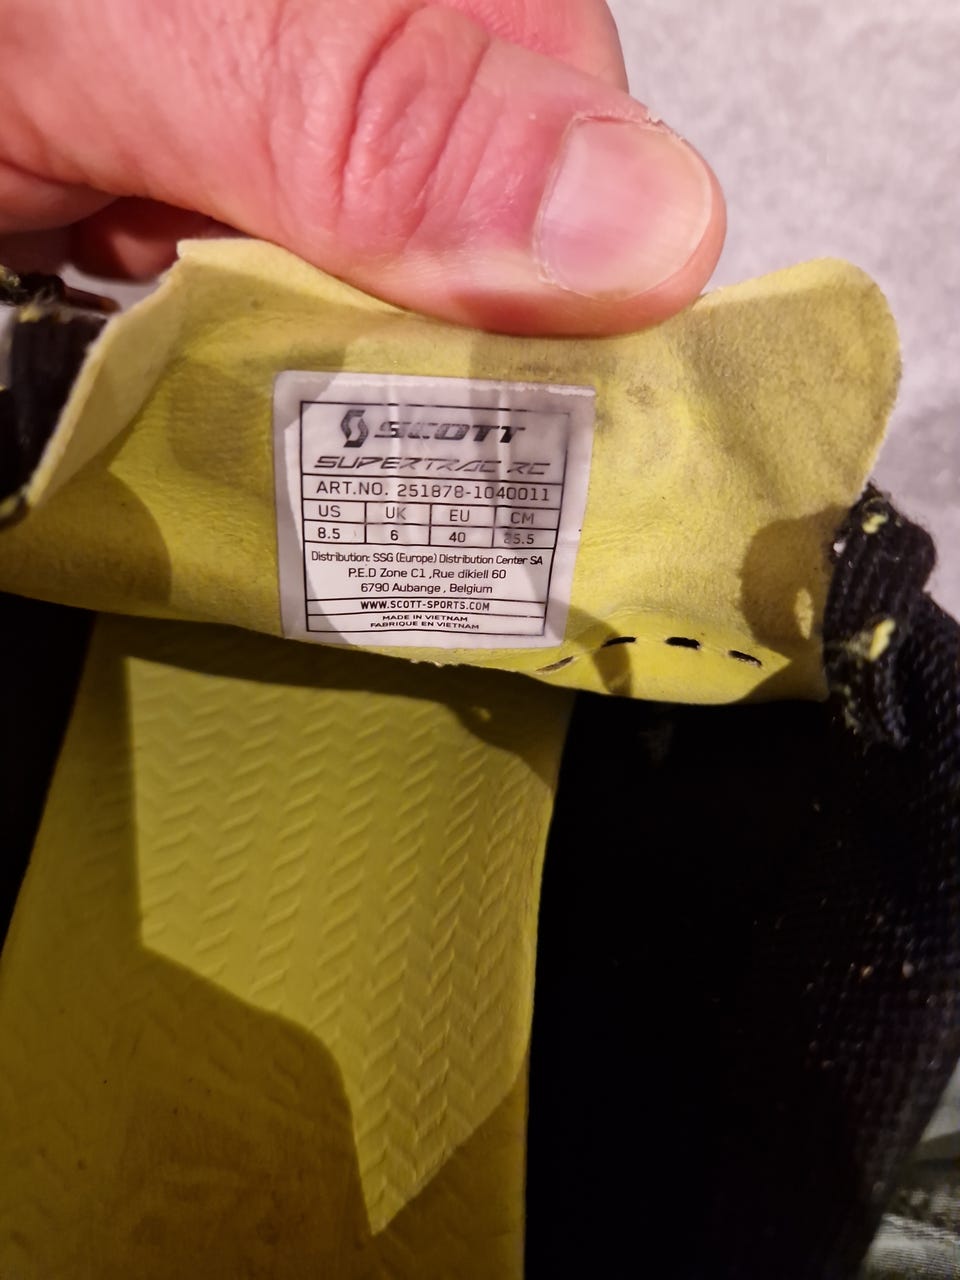 SCOTT
SUPERTRAC RC
ART.NO. 251878-1040011
US UK EU CM
8.5 6 40 25.5
Distribution: SSG (Europe) Distribution Center SA
P.E.D Zone C1 ,Rue dikiell 60
6790 Aubange , Belgium
WWW.SCOTT-SPORTS.COM
MADE IN VIETNAM
FABRIQUE EN VIETNAM